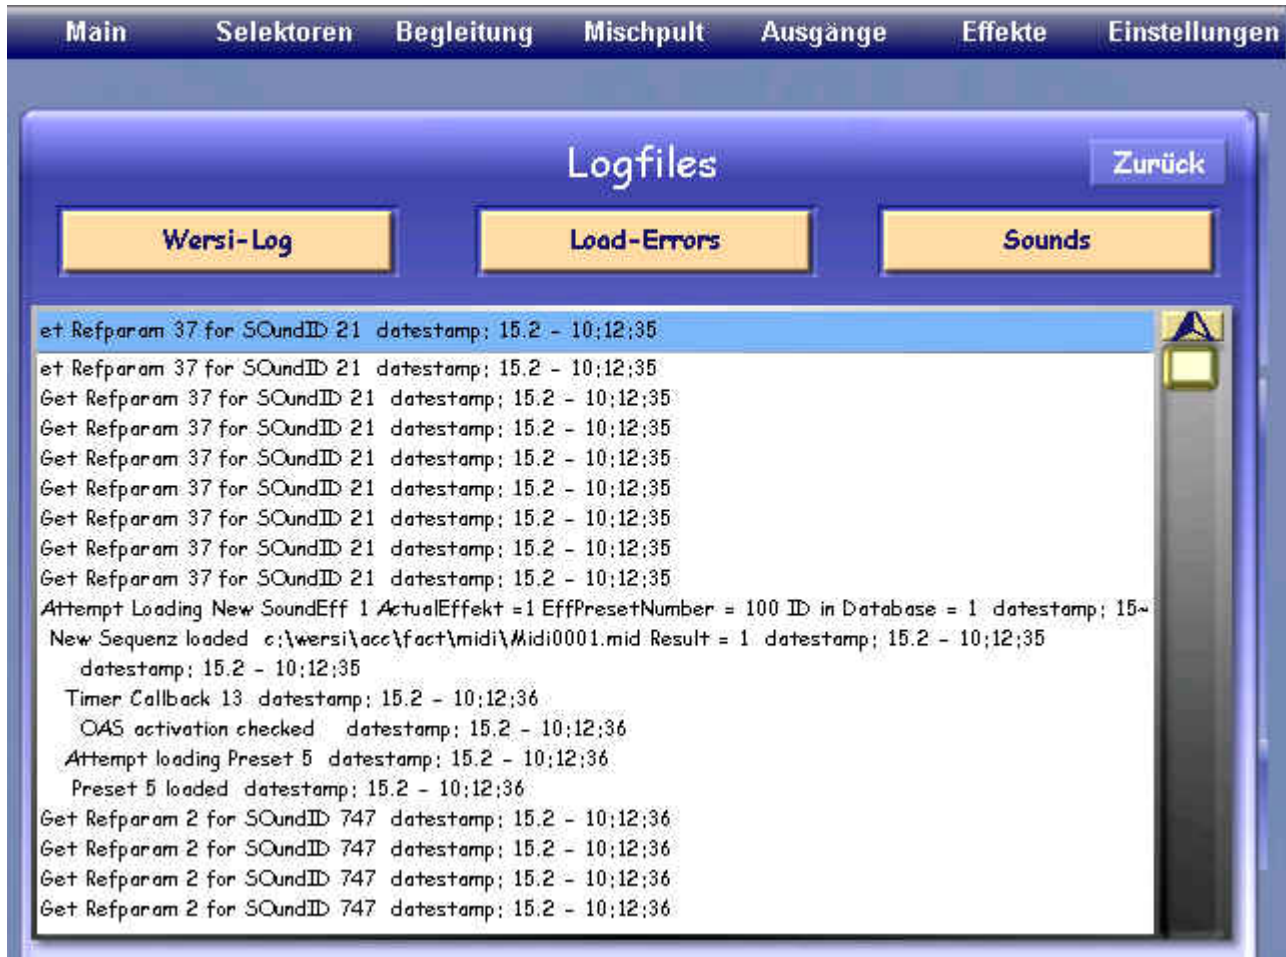 Main Selektoren Begleitung Mischpult Ausgänge Effekte Einstellungen
Logfiles
Zurück
Wersi-Log Load-Errors Sounds
et Refparam 37 for SOundID 21 datestamp: 15.2 - 10:12:35
et Refparam 37 for SOundID 21 datestamp: 15.2 - 10:12:35
Get Refparam 37 for SOundID 21 datestamp: 15.2 - 10:12:35
Get Refparam 37 for SOundID 21 datestamp: 15.2 - 10:12:35
Get Refparam 37 for SOundID 21 datestamp: 15.2 - 10:12:35
Get Refparam 37 for SOundID 21 datestamp: 15.2 - 10:12:35
Get Refparam 37 for SOundID 21 datestamp: 15.2 - 10:12:35
Get Refparam 37 for SOundID 21 datestamp: 15.2 - 10:12:35
Get Refparam 37 for SOundID 21 datestamp: 15.2 - 10:12:35
Attempt Loading New SoundEff 1 ActualEffekt =1 EffPresetNumber = 100 ID in Database = 1 datestamp: 15~
New Sequenz loaded c:\wersi\acc\fact\midi\Midi0001.mid Result = 1 datestamp: 15.2 - 10:12:35
datestamp: 15.2 - 10:12:35
Timer Callback 13 datestamp: 15.2 - 10:12:36
OAS activation checked datestamp: 15.2 - 10:12:36
Attempt loading Preset 5 datestamp: 15.2 - 10:12:36
Preset 5 loaded datestamp: 15.2 - 10:12:36
Get Refparam 2 for SOundID 747 datestamp: 15.2 - 10:12:36
Get Refparam 2 for SOundID 747 datestamp: 15.2 - 10:12:36
Get Refparam 2 for SOundID 747 datestamp: 15.2 - 10:12:36
Get Refparam 2 for SOundID 747 datestamp: 15.2 - 10:12:36